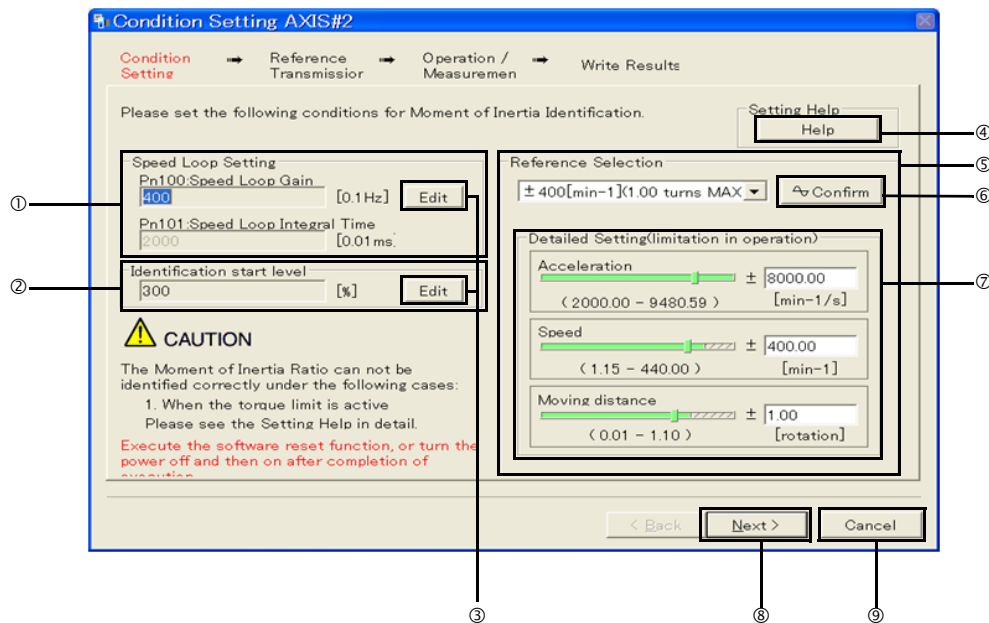 Condition Setting AXIS#2
Condition Setting
➡
Reference Transmissior
➡
Operation / Measuremen
➡
Write Results
Please set the following conditions for Moment of Inertia Identification.
Setting Help
Help
④
①
Speed Loop Setting
Pn100:Speed Loop Gain
400 [0.1Hz] Edit
Pn101:Speed Loop Integral Time
2000 [0.01 ms]
②
Identification start level
300 [%] Edit
③
CAUTION
The Moment of Inertia Ratio can not be
identified correctly under the following cases:
1. When the torque limit is active
Please see the Setting Help in detail.
Execute the software reset function, or turn the
power off and then on after completion of
⑤
Reference Selection
±400[min-1](1.00 turns MAX Confirm
⑥
Detailed Setting(limitation in operation)
⑦
Acceleration
± 8000.00
(2000.00 - 9480.59) [min-1/s]
Speed
± 400.00
(1.15 - 440.00) [min-1]
Moving distance
± 1.00
(0.01 - 1.10) [rotation]
< Back Next > Cancel
⑧ ⑨